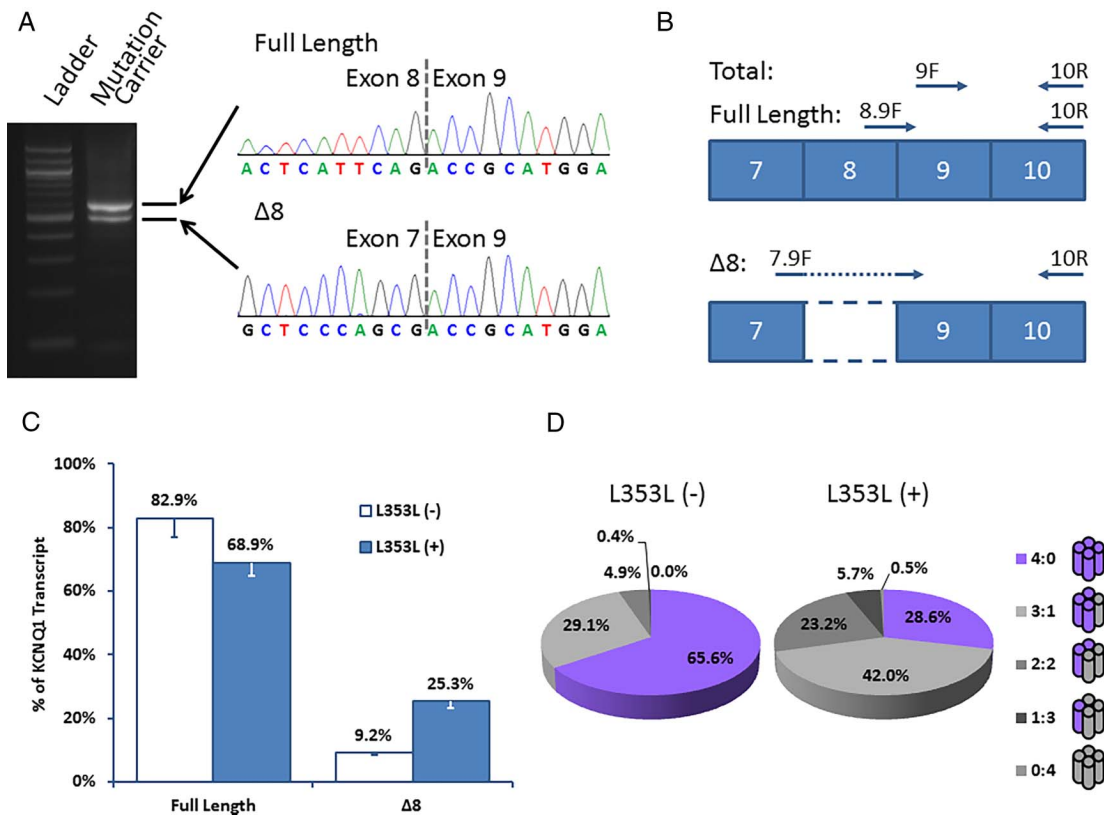 A
Ladder
Mutation
Carrier
Full Length
Exon 8 Exon 9
A C T C A T T C A G A C C G C A T G G A
Δ8
Exon 7 Exon 9
G C T C C C A G C G A C C G C A T G G A
B
Total:
9F
10R
Full Length:
8.9F
10R
7 8 9 10
Δ8:
7.9F
10R
7 9 10
C
% of KCNQ1 Transcript
100%
80%
60%
40%
20%
0%
82.9%
68.9%
9.2%
25.3%
L353L (-)
L353L (+)
Full Length
Δ8
D
L353L (-)
0.4%
4.9%
0.0%
29.1%
65.6%
L353L (+)
5.7%
0.5%
23.2%
28.6%
42.0%
4:0
3:1
2:2
1:3
0:4